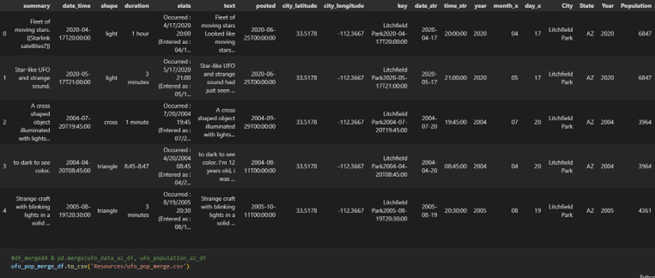 summary date_time shape duration stats text posted city_latitude city_longitude key date_str time_str year month_x day_x City State Year Population
0 Fleet of moving stars. ((Starlink satellites?)) 2020-04-17T20:00:00 light 1 hour Occurred : 4/17/2020 20:00 (Entered as : 04/1... Fleet of moving stars Looked like moving stars... 2020-06-25T00:00:00 33.5178 -112.3667 Litchfield Park2020-04-17T20:00:00 2020-04-17 20:00:00 2020 04 17 Litchfield Park AZ 2020 6847
1 Star-like UFO and strange sound. 2020-05-17T21:00:00 light 3 minutes Occurred : 5/17/2020 21:00 (Entered as : 05/1... Star-like UFO and strange sound had just seen ... 2020-06-25T00:00:00 33.5178 -112.3667 Litchfield Park2020-05-17T21:00:00 2020-05-17 21:00:00 2020 05 17 Litchfield Park AZ 2020 6847
2 A cross shaped object illuminated with lights... 2004-07-20T19:45:00 cross 1 minute Occurred : 7/20/2004 19:45 (Entered as : 07/2... A cross shaped object illuminated with lights... 2004-09-29T00:00:00 33.5178 -112.3667 Litchfield Park2004-07-20T19:45:00 2004-07-20 19:45:00 2004 07 20 Litchfield Park AZ 2004 3964
3 to dark to see color. 2004-04-20T08:45:00 triangle 8:45-8:47 Occurred : 4/20/2004 08:45 (Entered as : 04/2... to dark to see color. I'm 12 years old, i was ... 2004-08-11T00:00:00 33.5178 -112.3667 Litchfield Park2004-04-20T08:45:00 2004-04-20 08:45:00 2004 04 20 Litchfield Park AZ 2004 3964
4 Strange craft with blinking lights in a solid ... 2005-08-19T20:30:00 triangle 3 minutes Occurred : 8/19/2005 20:30 (Entered as : 08/1... Strange craft with blinking lights in a solid ... 2005-10-11T00:00:00 33.5178 -112.3667 Litchfield Park2005-08-19T20:30:00 2005-08-19 20:30:00 2005 08 19 Litchfield Park AZ 2005 4361
#df_merged4 & pd.merge(ufo_data_az_df, ufo_population_az_df
ufo_pop_merge_df.to_csv('Resources/ufo_pop_merge.csv')
Python